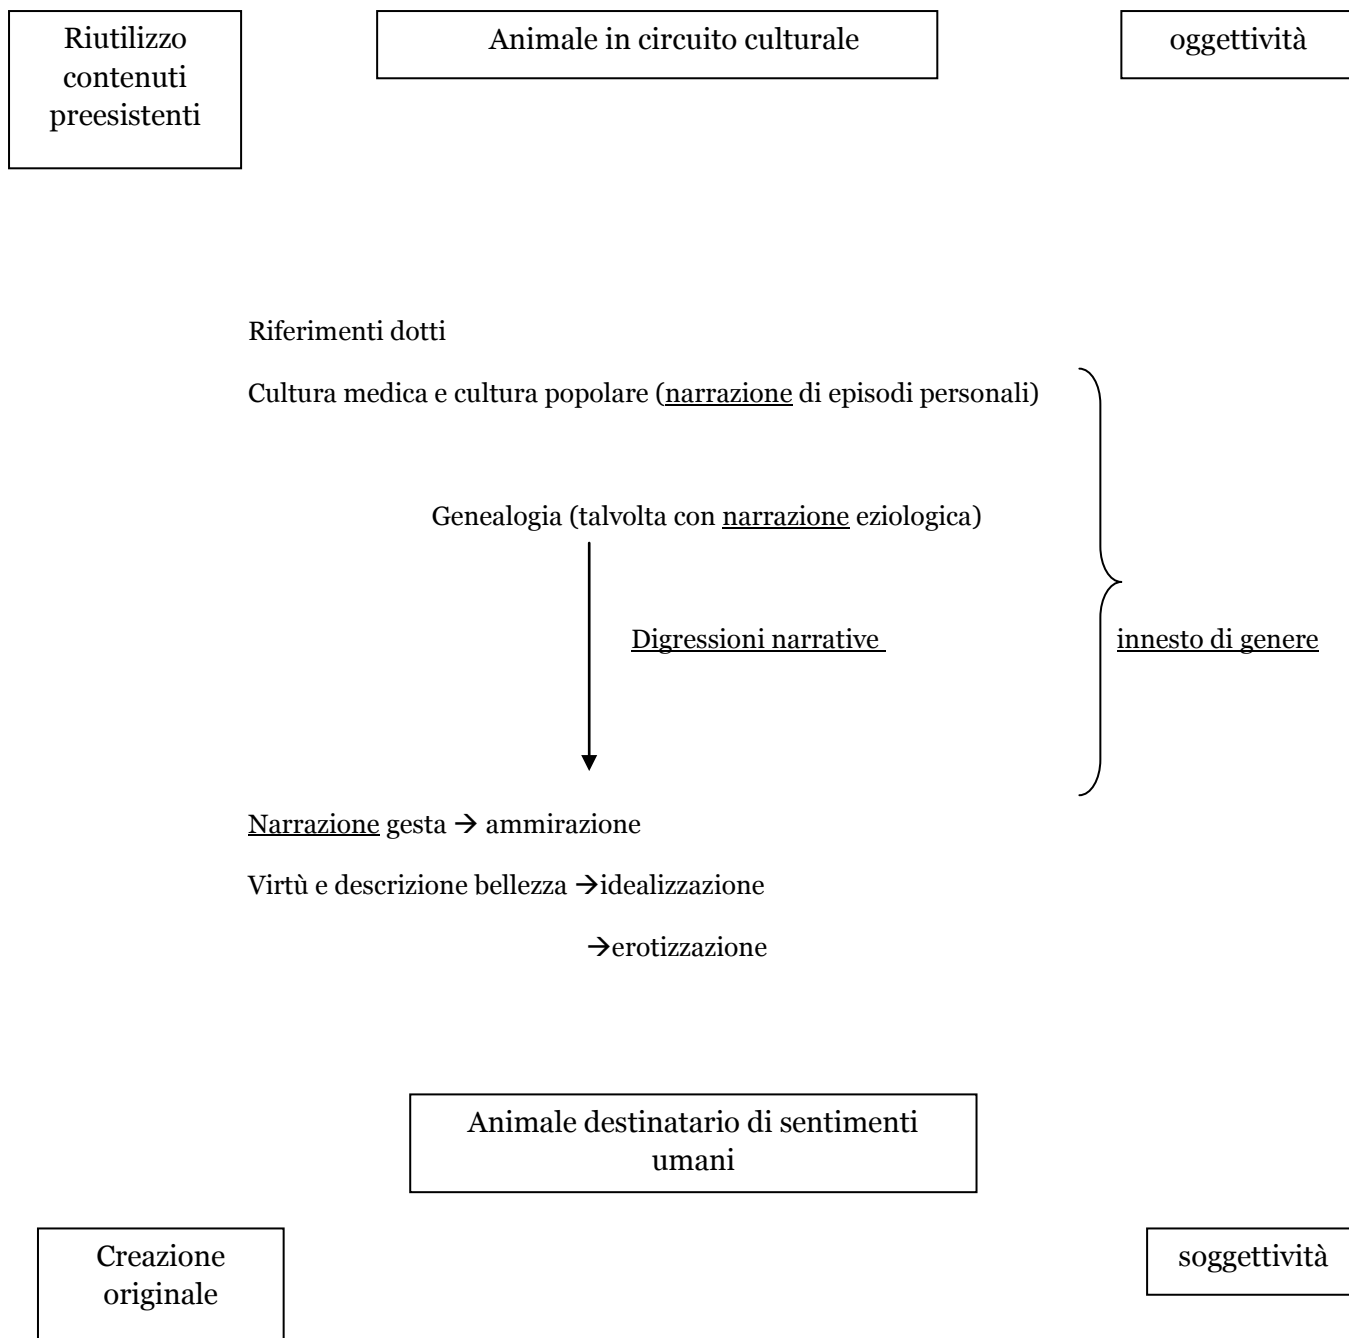 Riutilizzo
contenuti
preesistenti
Animale in circuito culturale
oggettività
Riferimenti dotti
Cultura medica e cultura popolare (narrazione di episodi personali)
Genealogia (talvolta con narrazione eziologica)
Digressioni narrative
innesto di genere
Narrazione gesta → ammirazione
Virtù e descrizione bellezza →idealizzazione
→erotizzazione
Animale destinatario di sentimenti
umani
Creazione
originale
soggettività